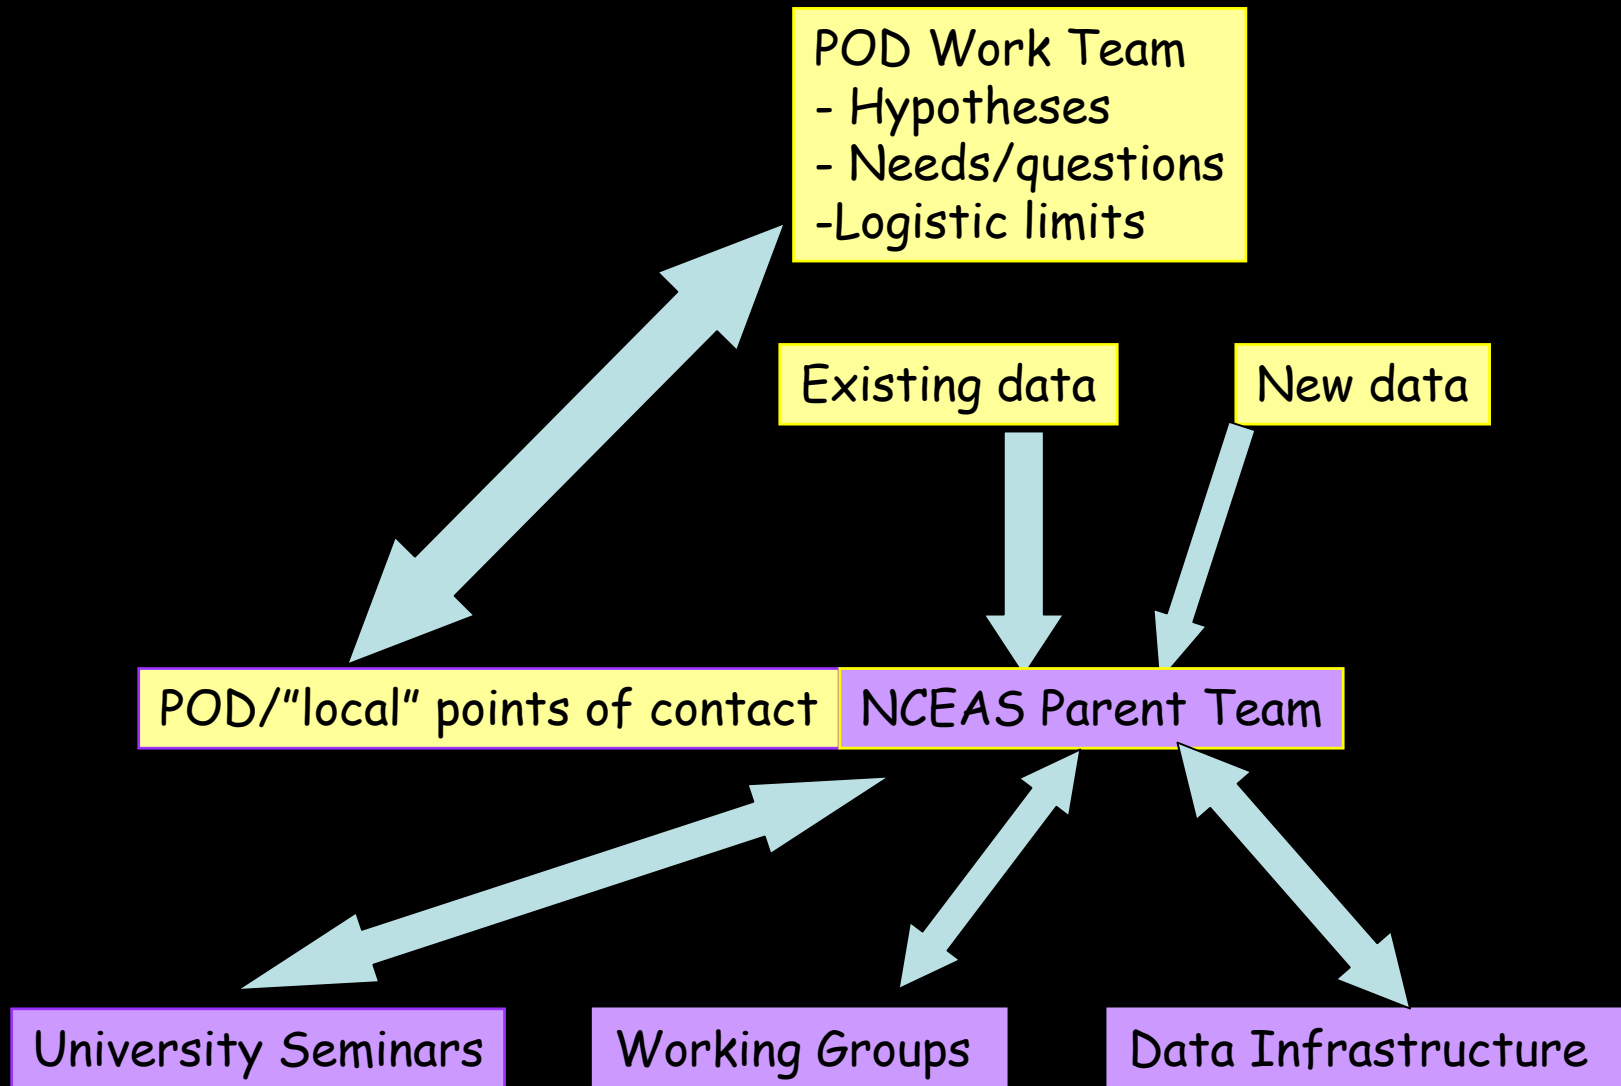 POD Work Team
- Hypotheses
- Needs/questions
-Logistic limits
Existing data
New data
POD/"local" points of contact
NCEAS Parent Team
University Seminars
Working Groups
Data Infrastructure